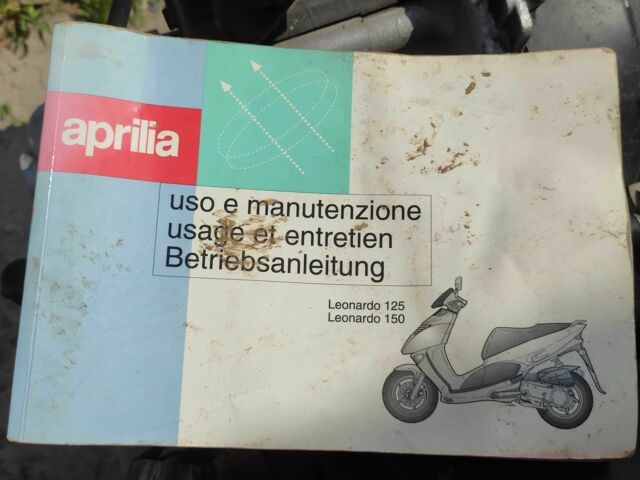 aprilia
uso e manutenzione
usage et entretien
Betriebsanleitung
Leonardo 125
Leonardo 150